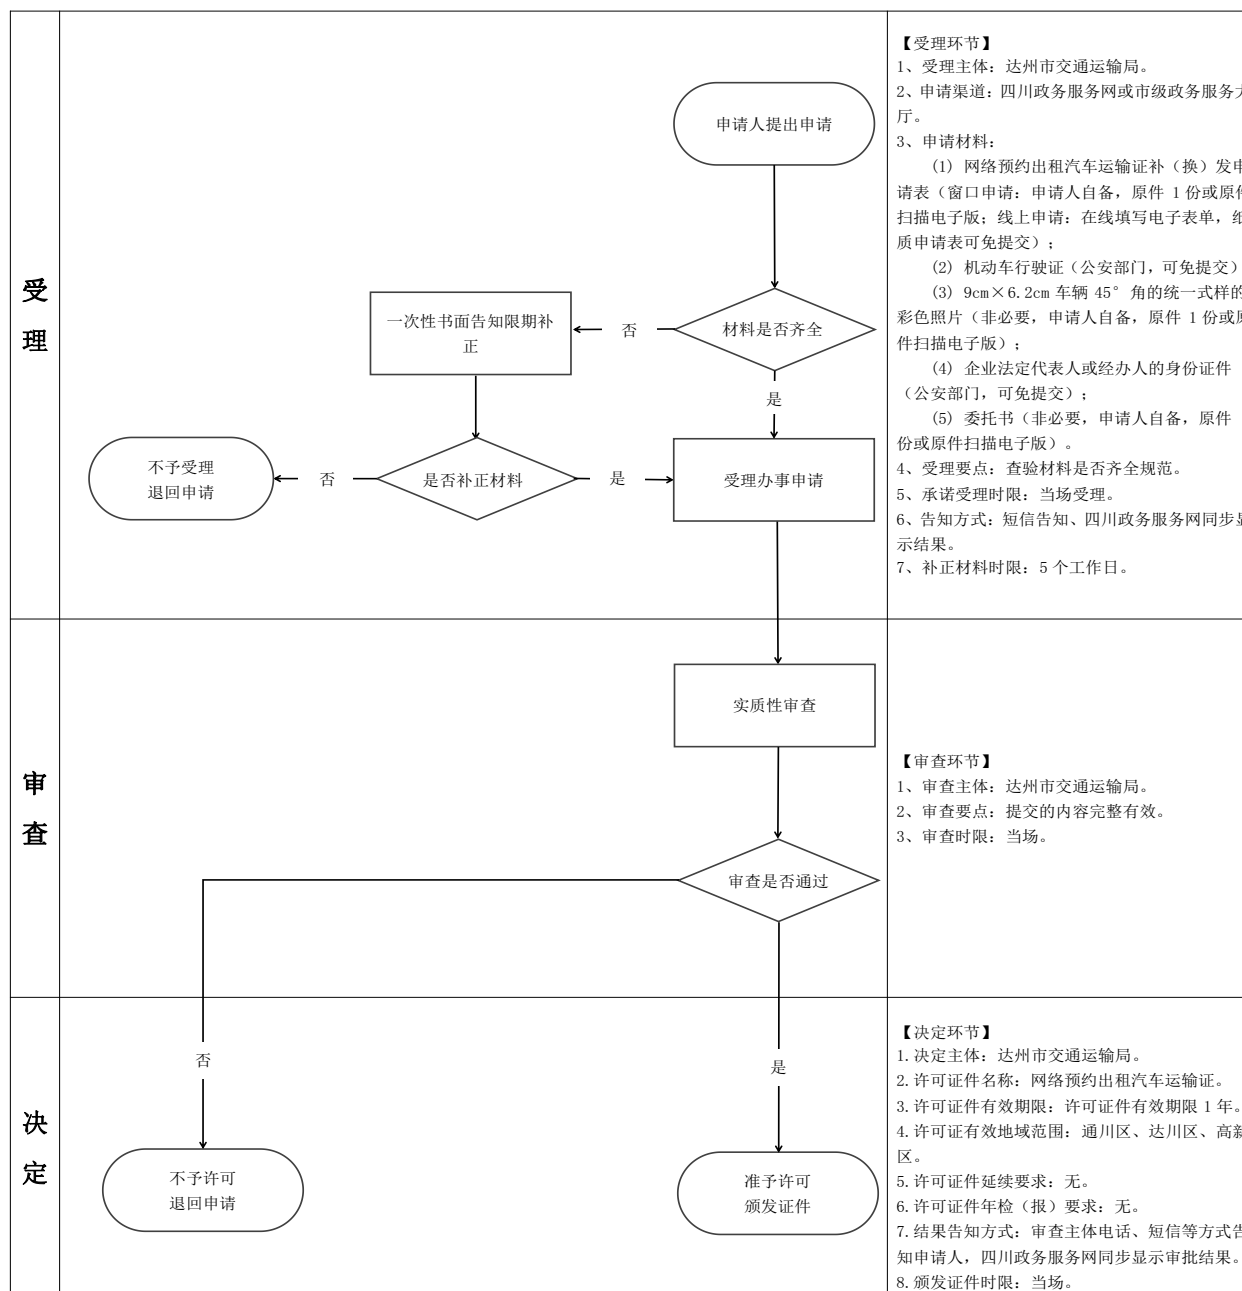 受
理
申请人提出申请
材料是否齐全
否
一次性书面告知限期补
正
是
是否补正材料
否
不予受理
退回申请
是
受理办事申请
【受理环节】
1、受理主体：达州市交通运输局。
2、申请渠道：四川政务服务网或市级政务服务大
厅。
3、申请材料：
(1) 网络预约出租汽车运输证补（换）发申
请表（窗口申请：申请人自备，原件 1 份或原件
扫描电子版；线上申请：在线填写电子表单，纸
质申请表可免提交）；
(2) 机动车行驶证（公安部门，可免提交）
(3) 9cm×6.2cm 车辆 45° 角的统一式样的
彩色照片（非必要，申请人自备，原件 1 份或原
件扫描电子版）；
(4) 企业法定代表人或经办人的身份证件
（公安部门，可免提交）；
(5) 委托书（非必要，申请人自备，原件
份或原件扫描电子版）。
4、受理要点：查验材料是否齐全规范。
5、承诺受理时限：当场受理。
6、告知方式：短信告知、四川政务服务网同步显
示结果。
7、补正材料时限：5 个工作日。
审
查
实质性审查
审查是否通过
【审查环节】
1、审查主体：达州市交通运输局。
2、审查要点：提交的内容完整有效。
3、审查时限：当场。
决
定
否
是
不予许可
退回申请
准予许可
颁发证件
【决定环节】
1.决定主体：达州市交通运输局。
2.许可证件名称：网络预约出租汽车运输证。
3.许可证件有效期限：许可证件有效期限 1 年。
4.许可证有效地域范围：通川区、达川区、高新
区。
5.许可证件延续要求：无。
6.许可证件年检（报）要求：无。
7.结果告知方式：审查主体电话、短信等方式告
知申请人，四川政务服务网同步显示审批结果。
8.颁发证件时限：当场。